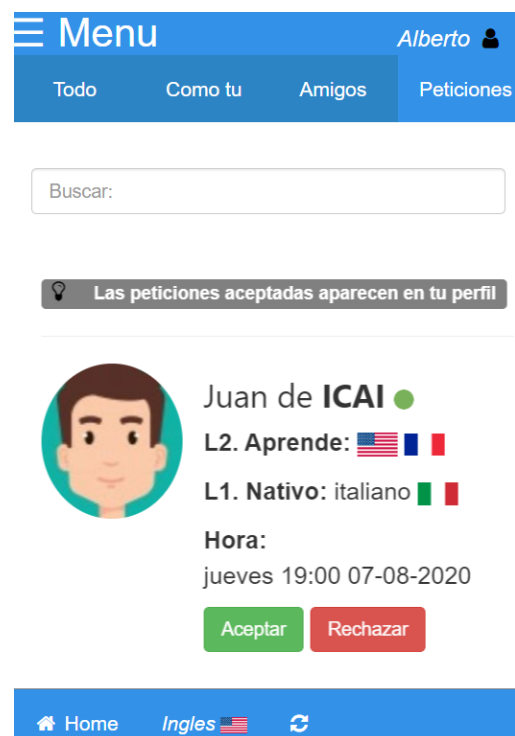 ☰ Menu
Alberto
Todo Como tu Amigos Peticiones
Buscar:
Las peticiones aceptadas aparecen en tu perfil
Juan de ICAI
L2. Aprende:
L1. Nativo: italiano
Hora:
jueves 19:00 07-08-2020
Aceptar Rechazar
Home Ingles